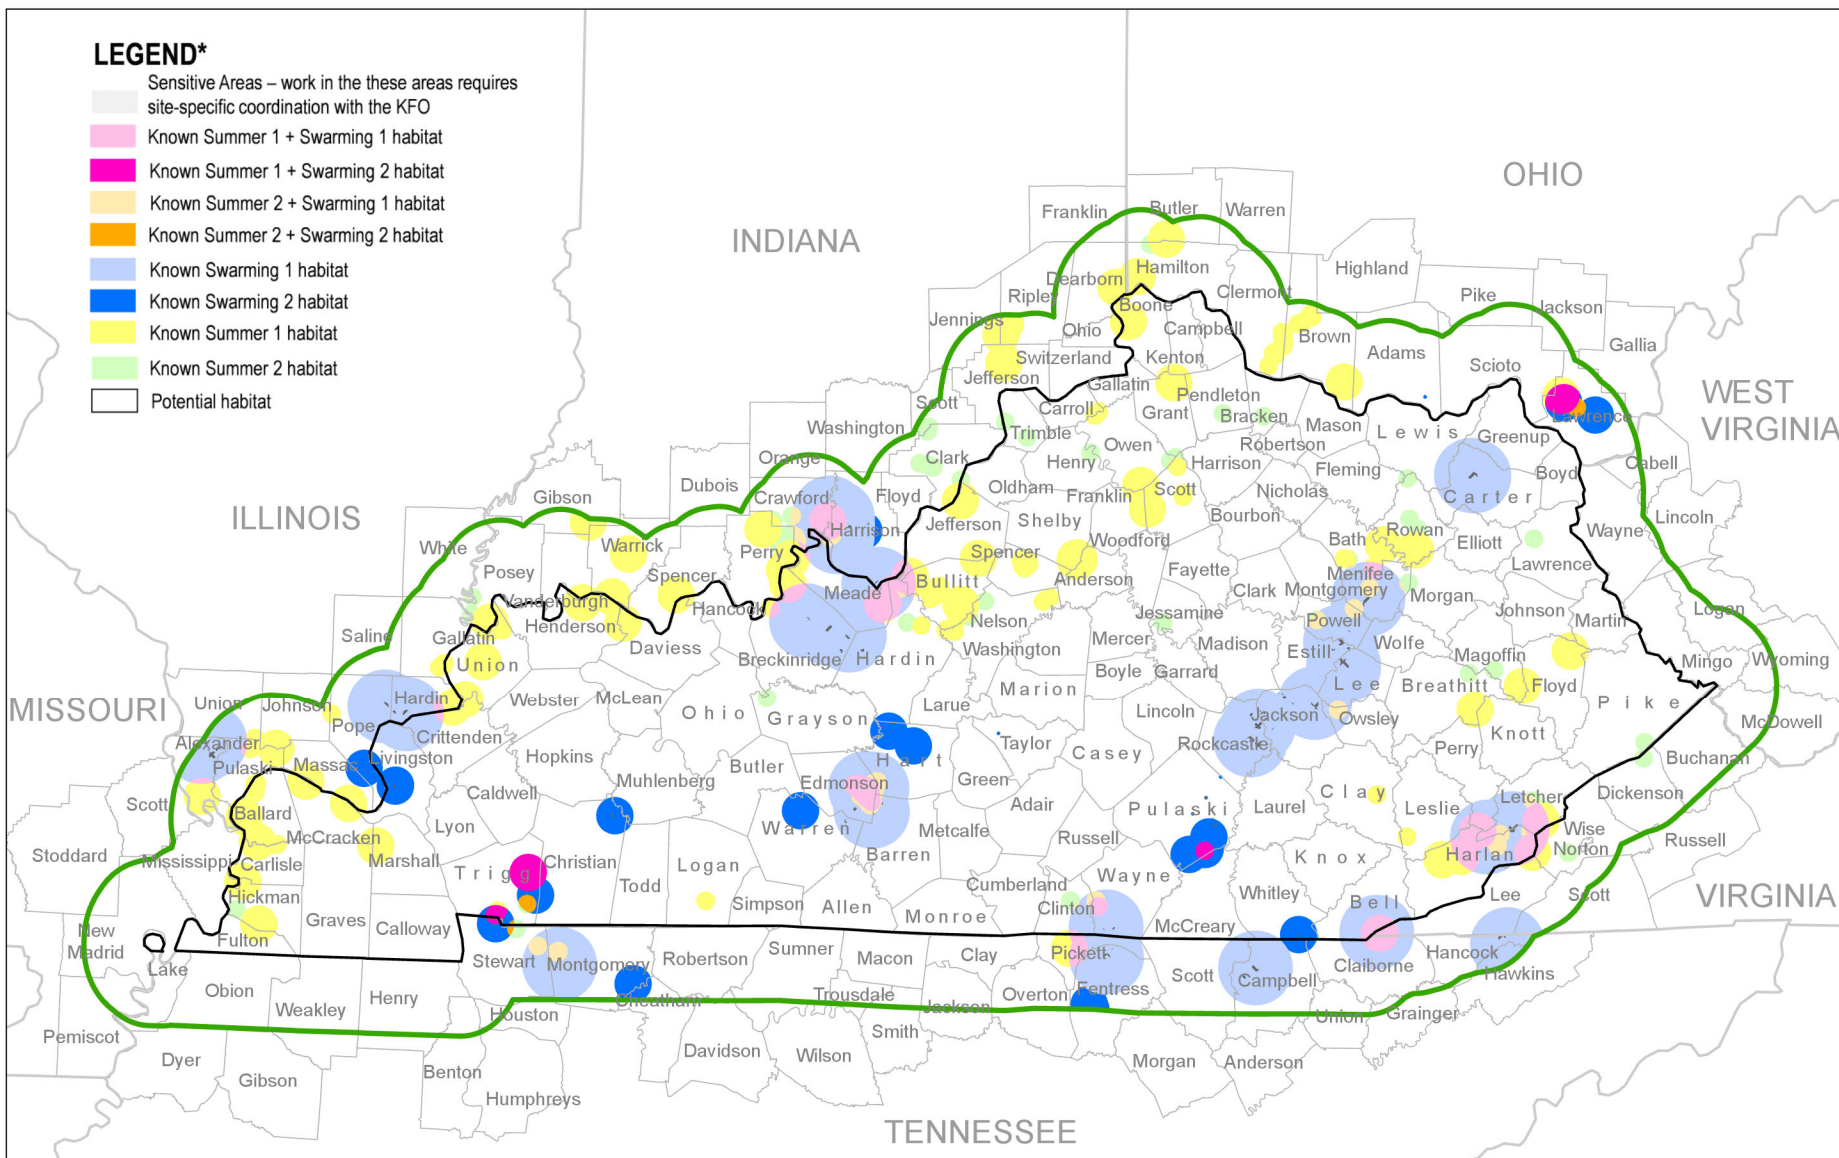 LEGEND*
Sensitive Areas – work in the these areas requires
site-specific coordination with the KFO
Known Summer 1 + Swarming 1 habitat
Known Summer 1 + Swarming 2 habitat
Known Summer 2 + Swarming 1 habitat
Known Summer 2 + Swarming 2 habitat
Known Swarming 1 habitat
Known Swarming 2 habitat
Known Summer 1 habitat
Known Summer 2 habitat
Potential habitat
OHIO
INDIANA
ILLINOIS
MISSOURI
WEST
VIRGINIA
VIRGINIA
TENNESSEE
Franklin
Butler
Warren
Hamilton
Highland
Dearborn
Clermont
Ripley
Boone
Pike
Jackson
Jennings
Ohio
Campbell
Brown
Gallia
Switzerland
Kenton
Adams
Scioto
Jefferson
Gallatin
Pendleton
Scott
Carroll
Grant
Bracken
Mason
Lewis
Greenup
Lawrence
Washington
Trimble
Owen
Robertson
Orange
Clark
Henry
Harrison
Fleming
Boyd
Cabell
Dubois
Crawford
Floyd
Oldham
Franklin
Scott
Nicholas
Carter
Gibson
Harrison
Jefferson
Shelby
Bourbon
Rowan
Wayne
Lincoln
White
Warrick
Perry
Spencer
Woodford
Bath
Elliott
Posey
Spencer
Bullitt
Anderson
Fayette
Clark
Menifee
Montgomery
Morgan
Lawrence
Vanderburgh
Hancock
Meade
Henderson
Nelson
Jessamine
Powell
Johnson
Martin
Logan
Saline
Gallatin
Union
Daviess
Breckinridge
Hardin
Washington
Mercer
Madison
Estill
Wolfe
Magoffin
Mingo
Wyoming
Boyle
Garrard
Lee
Breathitt
Floyd
Pike
Union
Johnson
Hardin
Webster
McLean
Ohio
Grayson
Larue
Marion
Lincoln
Jackson
Owsley
McDowell
Alexander
Pope
Crittenden
Rockcastle
Knott
Pulaski
Massac
Livingston
Hopkins
Muhlenberg
Butler
Edmonson
Hart
Taylor
Casey
Perry
Buchanan
Green
Scott
Ballard
Caldwell
Warren
Adair
Pulaski
Laurel
Clay
Leslie
Letcher
Dickenson
McCracken
Lyon
Metcalfe
Russell
Wise
Norton
Russell
Stoddard
Mississippi
Carlisle
Marshall
Trigg
Christian
Logan
Barren
Knox
Harlan
Hickman
Todd
Simpson
Allen
Monroe
Cumberland
Clinton
Wayne
Whitley
Bell
Lee
Scott
New
Madrid
Fulton
Graves
Calloway
McCreary
Lake
Stewart
Montgomery
Robertson
Sumner
Macon
Clay
Pickett
Scott
Campbell
Claiborne
Hancock
Hawkins
Obion
Weakley
Henry
Houston
Cheatham
Trousdale
Jackson
Overton
Fentress
Union
Grainger
Pemiscot
Dyer
Gibson
Benton
Humphreys
Davidson
Wilson
Smith
Morgan
Anderson